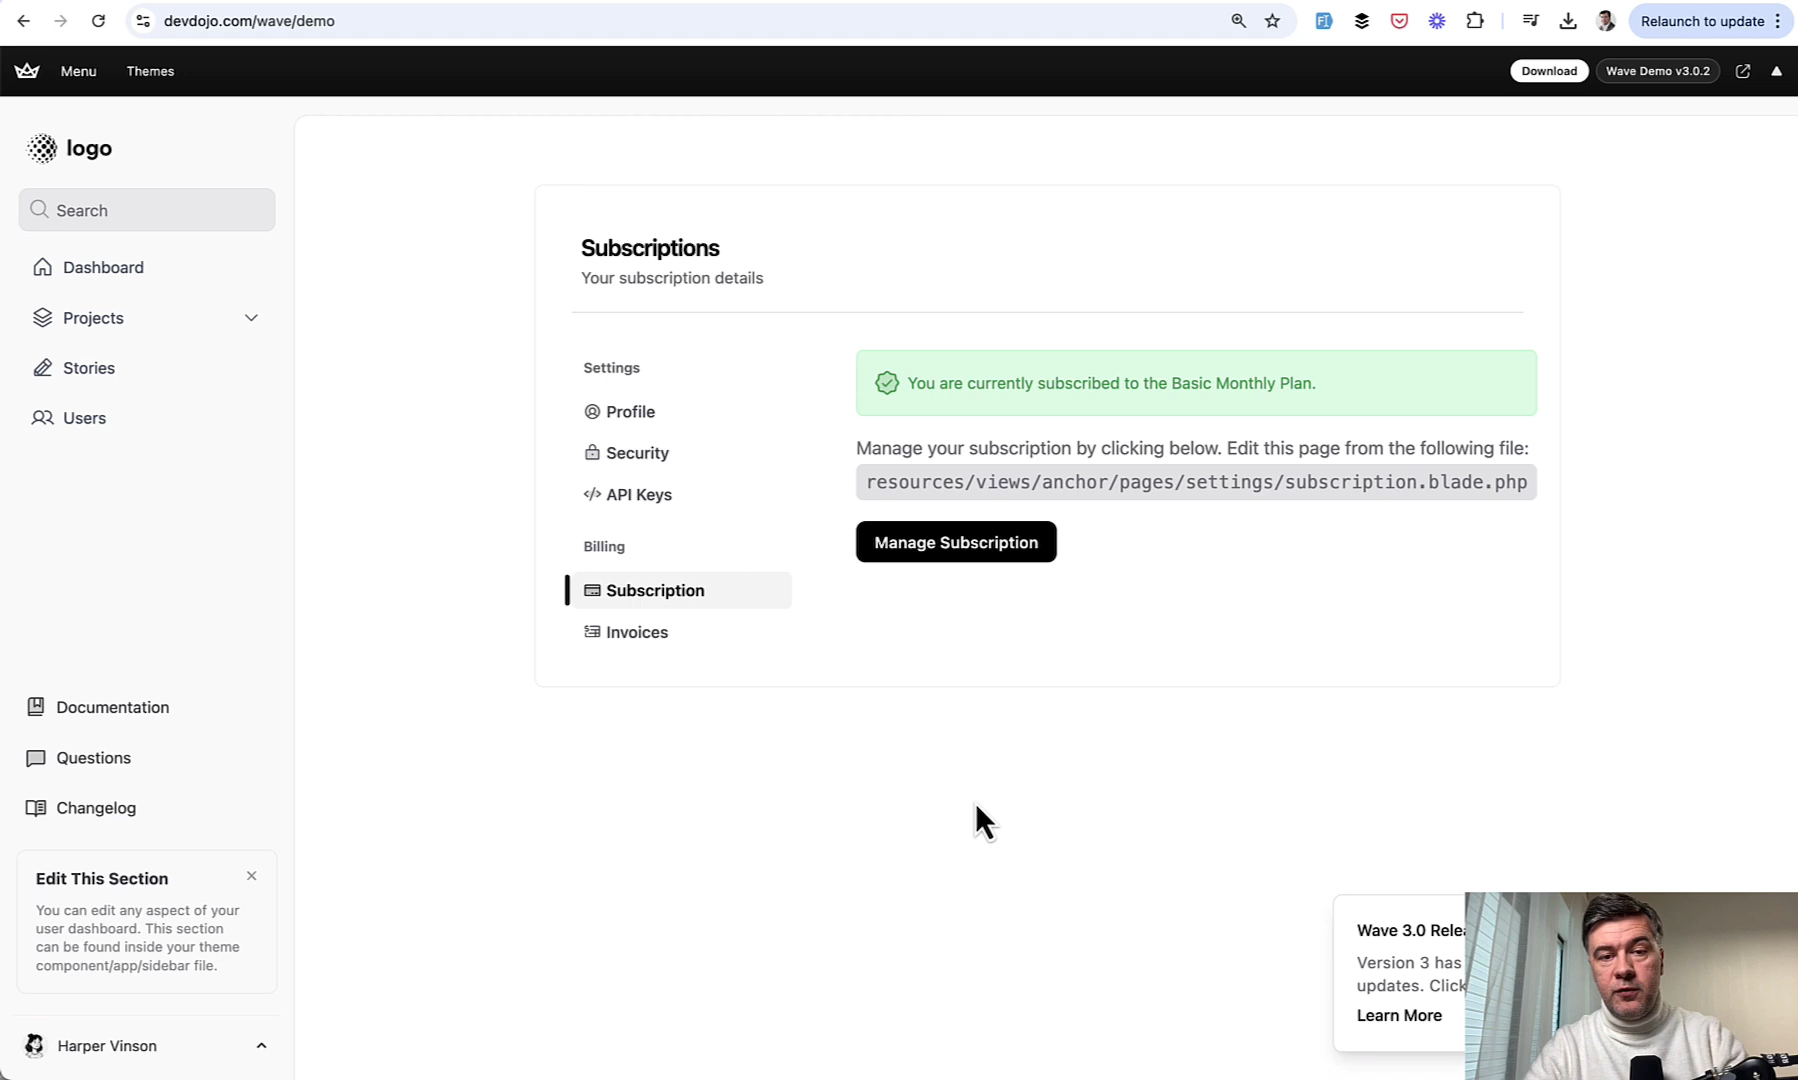 devdojo.com/wave/demo
Relaunch to update
Menu
Themes
Download
Wave Demo v3.0.2
logo
Search
Dashboard
Projects
Stories
Users
Documentation
Questions
Changelog
Edit This Section
You can edit any aspect of your
user dashboard. This section
can be found inside your theme
component/app/sidebar file.
Harper Vinson
Subscriptions
Your subscription details
Settings
Profile
Security
API Keys
Billing
Subscription
Invoices
You are currently subscribed to the Basic Monthly Plan.
Manage your subscription by clicking below. Edit this page from the following file:
resources/views/anchor/pages/settings/subscription.blade.php
Manage Subscription
Wave 3.0 Relea
Version 3 has
updates. Click
Learn More